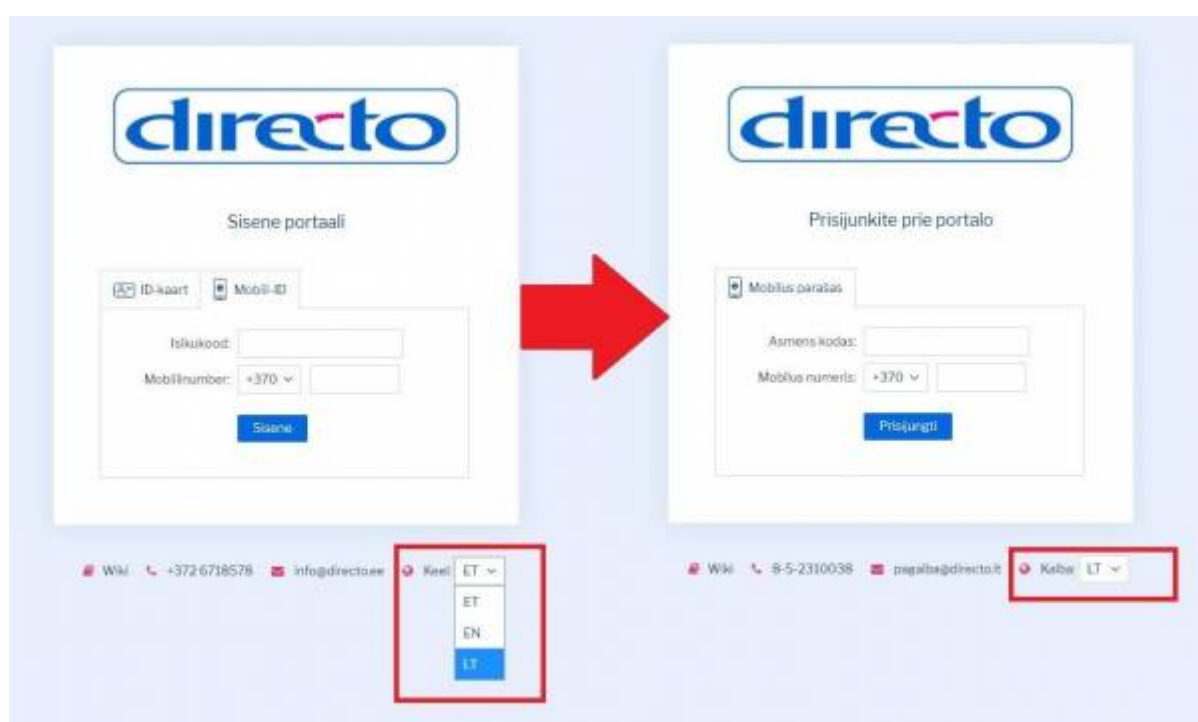 directo
Sisene portaali
ID-kaart Mobiil-ID
Isikukood:
Mobiilinumber: +370
Sisene
Wiki +372 6718578 info@directo.ee Keel ET
ET
EN
LT
directo
Prisijunkite prie portalo
Mobilus parašas
Asmens kodas:
Mobilus numeris: +370
Prisijungti
Wiki 8-5-2310038 pagalba@directo.lt Kalba: LT